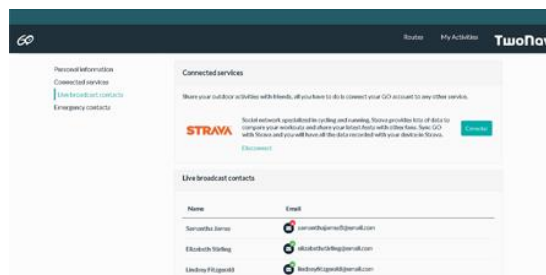 GO
Routes
My Activities
TwoNav
Personal information
Connected services
Live broadcast contacts
Emergency contacts
Connected services
Share your outdoor activities with friends, all you have to do is connect your GO account to any other service.
STRAVA
Social network specialized in cycling and running, Strava provides lots of data to
compare your workouts and share your latest feats with other fans. Sync GO
with Strava and you will have all the data recorded with your device in Strava.
Disconnect
Live broadcast contacts
Name
Email
Samantha
Elizabeth Stirling
elizabethstirling@email.com
Lindsey Fitzgerald
lindseyfitzgerald@email.com